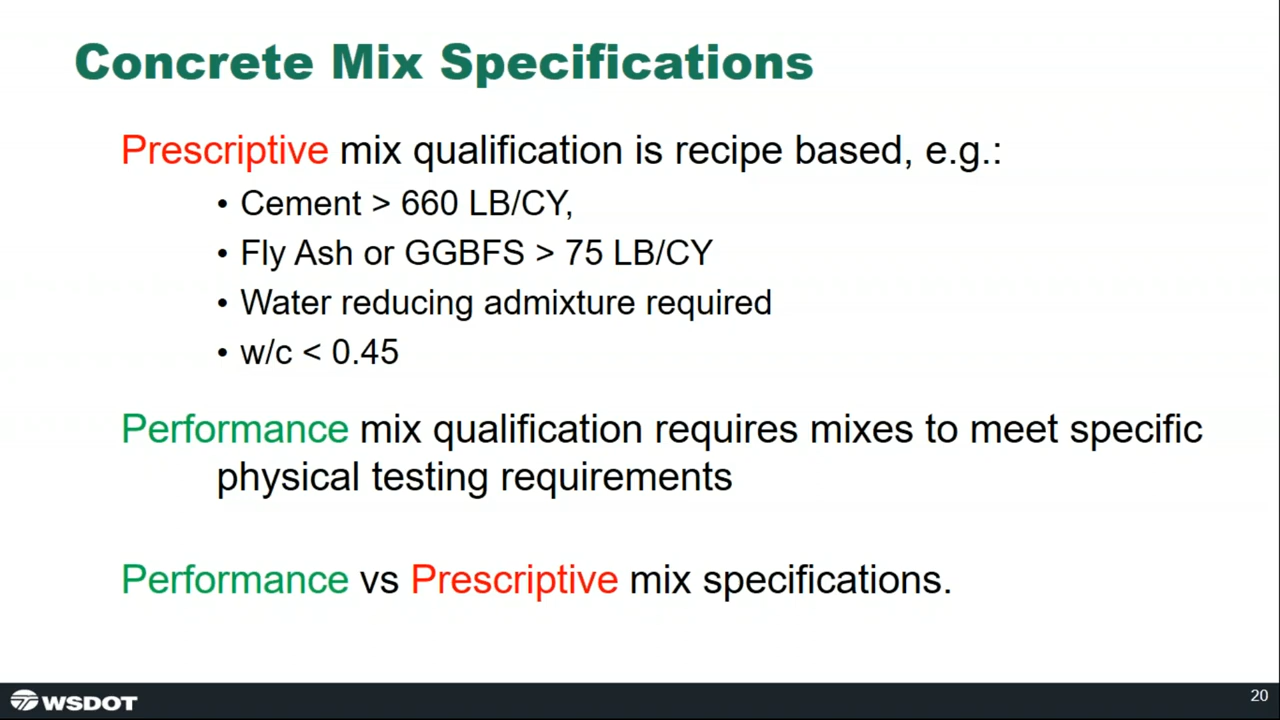 Concrete Mix Specifications
Prescriptive mix qualification is recipe based, e.g.:
• Cement > 660 LB/CY,
• Fly Ash or GGBFS > 75 LB/CY
• Water reducing admixture required
• w/c < 0.45
Performance mix qualification requires mixes to meet specific
physical testing requirements
Performance vs Prescriptive mix specifications.
WSDOT
20